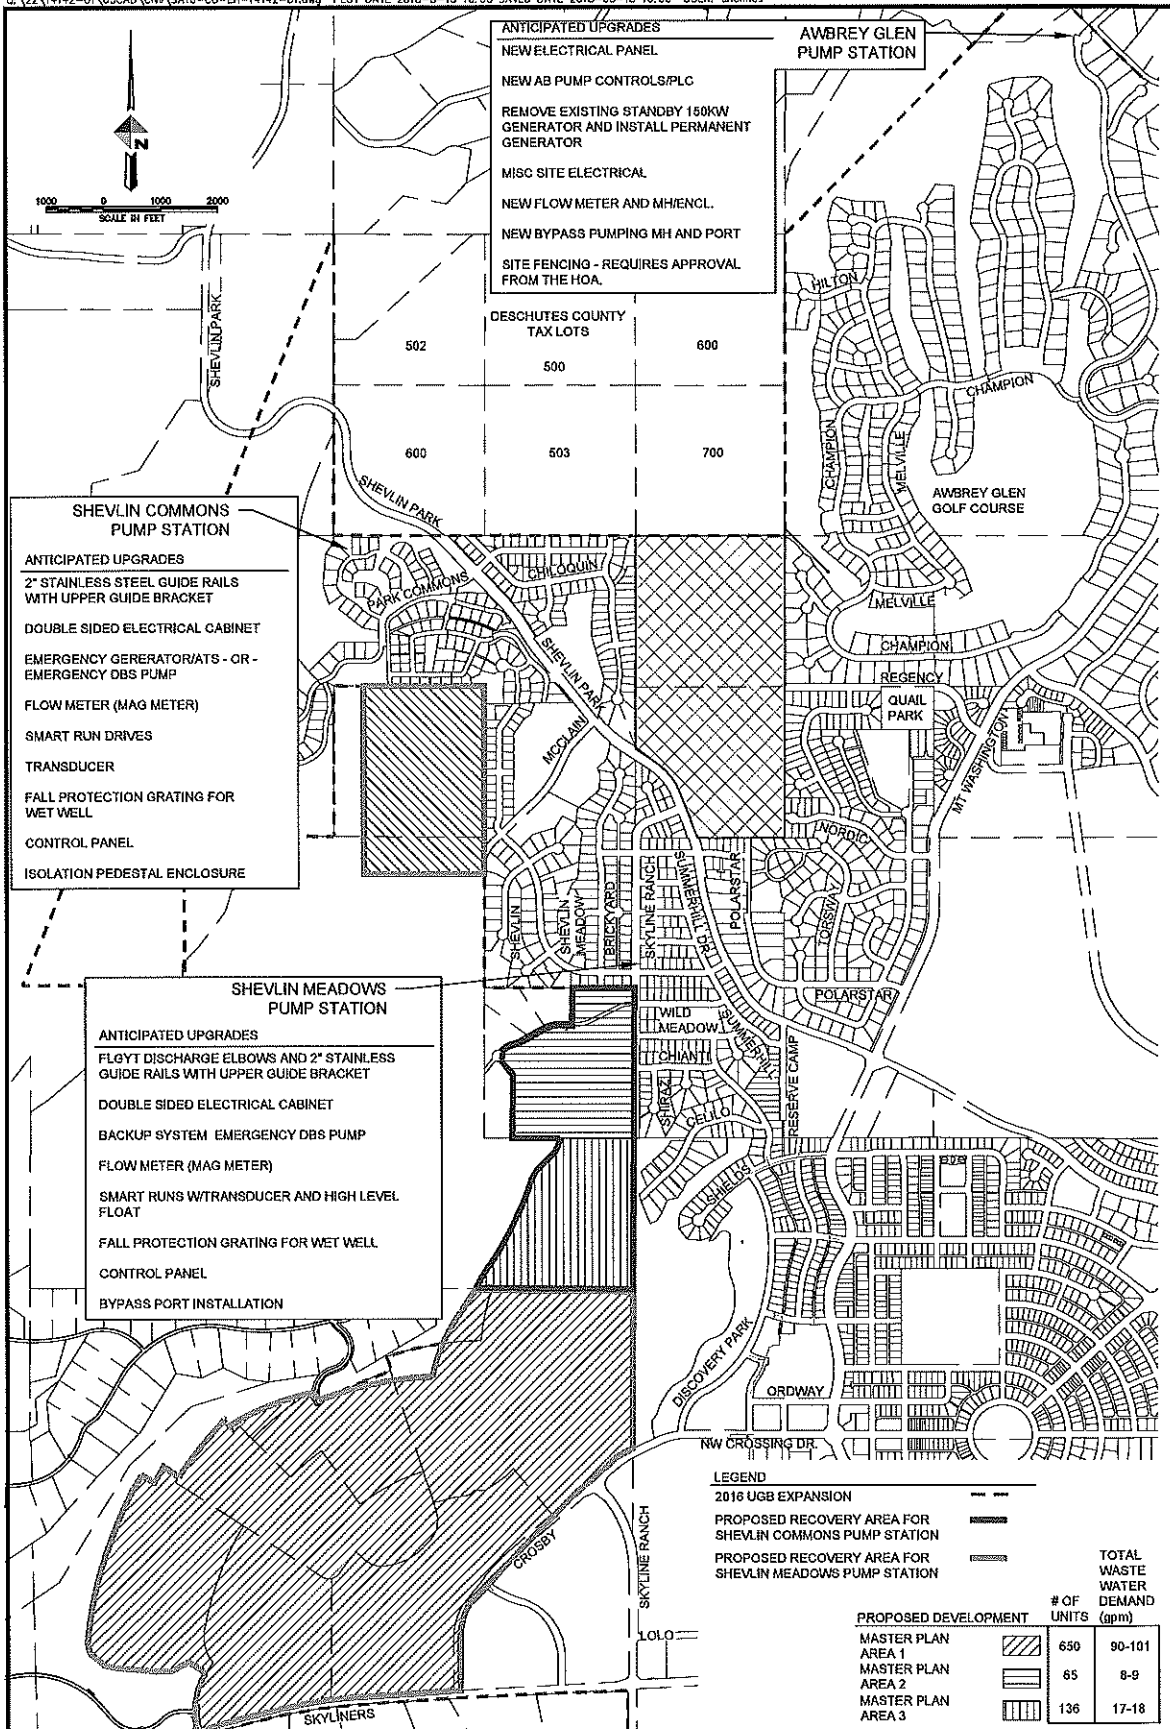 ANTICIPATED UPGRADES
NEW ELECTRICAL PANEL
NEW AB PUMP CONTROLS/PLC
REMOVE EXISTING STANDBY 150KW
GENERATOR AND INSTALL PERMANENT
GENERATOR
MISC SITE ELECTRICAL
NEW FLOW METER AND MH/ENCL.
NEW BYPASS PUMPING MH AND PORT
SITE FENCING - REQUIRES APPROVAL
FROM THE HOA.
AWBREY GLEN
PUMP STATION
N
1000 0 1000 2000
SCALE IN FEET
SHEVLIN PARK
DESCHUTES COUNTY
TAX LOTS
502
500
600
600
503
700
HILTON
CHAMPION
CHAMPION
MELVILLE
AWBREY GLEN
GOLF COURSE
MELVILLE
CHAMPION
REGENCY
QUAIL
PARK
MT WASHINGTON
SHEVLIN PARK
SHEVLIN COMMONS
PUMP STATION
ANTICIPATED UPGRADES
2" STAINLESS STEEL GUIDE RAILS
WITH UPPER GUIDE BRACKET
DOUBLE SIDED ELECTRICAL CABINET
EMERGENCY GERERATOR/ATS - OR -
EMERGENCY DBS PUMP
FLOW METER (MAG METER)
SMART RUN DRIVES
TRANSDUCER
FALL PROTECTION GRATING FOR
WET WELL
CONTROL PANEL
ISOLATION PEDESTAL ENCLOSURE
CHILOQUIN
PARK COMMONS
SHEVLIN PARK
MCCLAIN
NORDIC
SHEVLIN
SHEVLIN
MEADOW
BRICKYARD
SKYLINE RANCH
SUMMERHILL DR.
POLARSTAR
TORSWAY
POLARSTAR
SHEVLIN MEADOWS
PUMP STATION
ANTICIPATED UPGRADES
FLGYT DISCHARGE ELBOWS AND 2" STAINLESS
GUIDE RAILS WITH UPPER GUIDE BRACKET
DOUBLE SIDED ELECTRICAL CABINET
BACKUP SYSTEM EMERGENCY DBS PUMP
FLOW METER (MAG METER)
SMART RUNS W/TRANSDUCER AND HIGH LEVEL
FLOAT
FALL PROTECTION GRATING FOR WET WELL
CONTROL PANEL
BYPASS PORT INSTALLATION
WILD
MEADOW
SUMMERHILL
CHIANTI
SHIRAZ
CELILO
RESERVE CAMP
SHIELDS
DISCOVERY PARK
ORDWAY
NW CROSSING DR.
CROSBY
SKYLINE RANCH
LOLO
SKYLINERS
LEGEND
2016 UGB EXPANSION
PROPOSED RECOVERY AREA FOR
SHEVLIN COMMONS PUMP STATION
PROPOSED RECOVERY AREA FOR
SHEVLIN MEADOWS PUMP STATION
PROPOSED DEVELOPMENT
# OF
UNITS
TOTAL
WASTE
WATER
DEMAND
(gpm)
MASTER PLAN
AREA 1
650
90-101
MASTER PLAN
AREA 2
65
8-9
MASTER PLAN
AREA 3
136
17-18